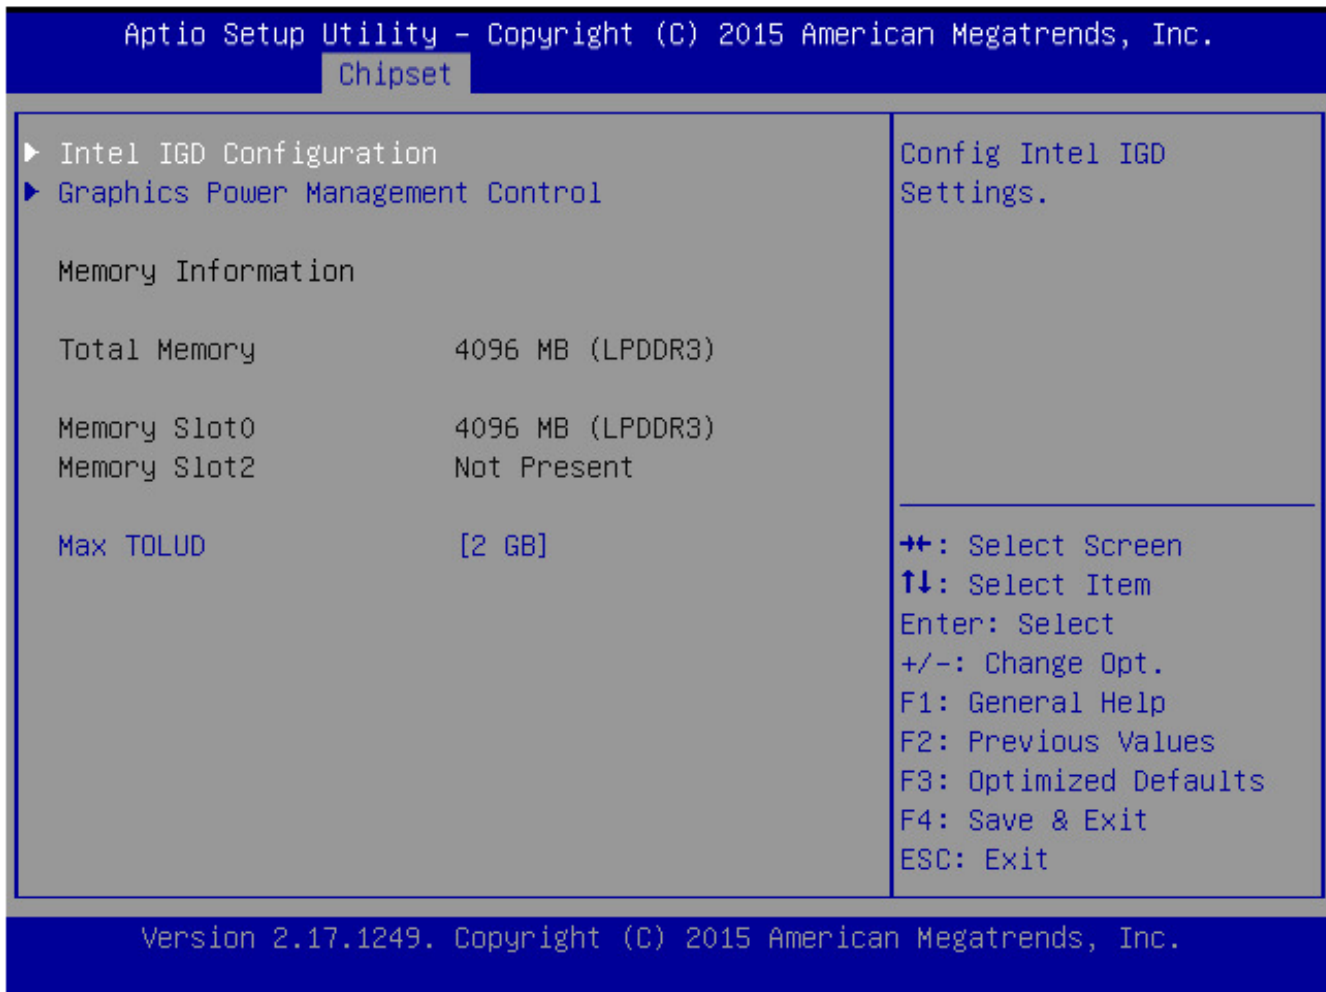 Aptio Setup Utility – Copyright (C) 2015 American Megatrends, Inc.
Chipset
▶ Intel IGD Configuration
▶ Graphics Power Management Control
Memory Information
Total Memory 4096 MB (LPDDR3)
Memory Slot0 4096 MB (LPDDR3)
Memory Slot2 Not Present
Max TOLUD [2 GB]
Config Intel IGD
Settings.
→←: Select Screen
↑↓: Select Item
Enter: Select
+/-: Change Opt.
F1: General Help
F2: Previous Values
F3: Optimized Defaults
F4: Save & Exit
ESC: Exit
Version 2.17.1249. Copyright (C) 2015 American Megatrends, Inc.